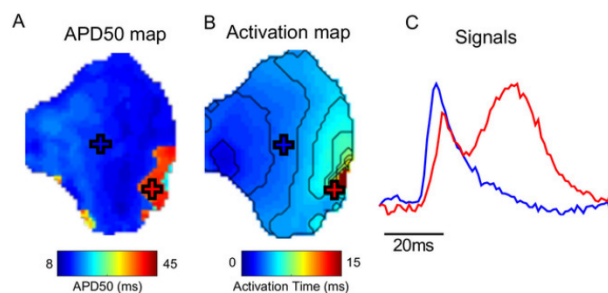 A
APD50 map
B
Activation map
C
Signals
20ms
8
45
APD50 (ms)
0
15
Activation Time (ms)